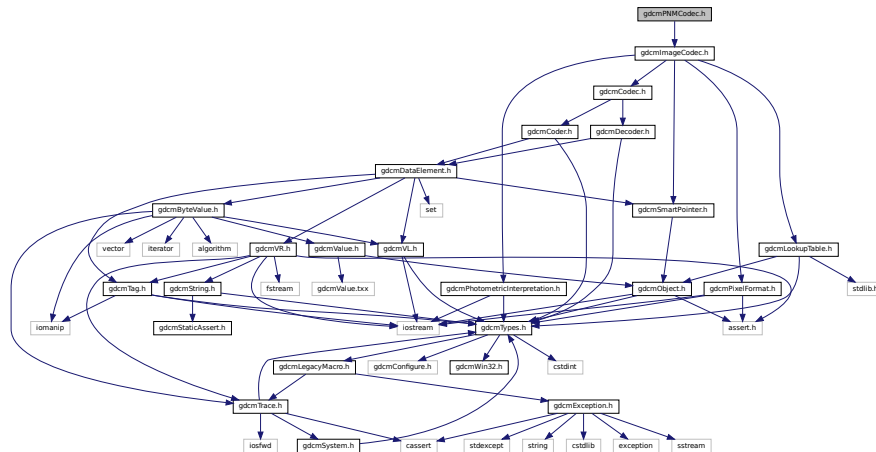 gdcmPNMCodec.h
gdcmImageCodec.h
gdcmCodec.h
gdcmCoder.h
gdcmDecoder.h
gdcmDataElement.h
gdcmByteValue.h
set
gdcmSmartPointer.h
vector
iterator
algorithm
gdcmVR.h
gdcmValue.h
gdcmVL.h
gdcmLookupTable.h
gdcmTag.h
gdcmString.h
fstream
gdcmValue.txx
gdcmPhotometricInterpretation.h
gdcmObject.h
gdcmPixelFormat.h
stdlib.h
iomanip
gdcmStaticAssert.h
iostream
gdcmTypes.h
assert.h
gdcmLegacyMacro.h
gdcmConfigure.h
gdcmWin32.h
cstdint
gdcmTrace.h
gdcmException.h
iosfwd
gdcmSystem.h
cassert
stdexcept
string
cstdlib
exception
sstream